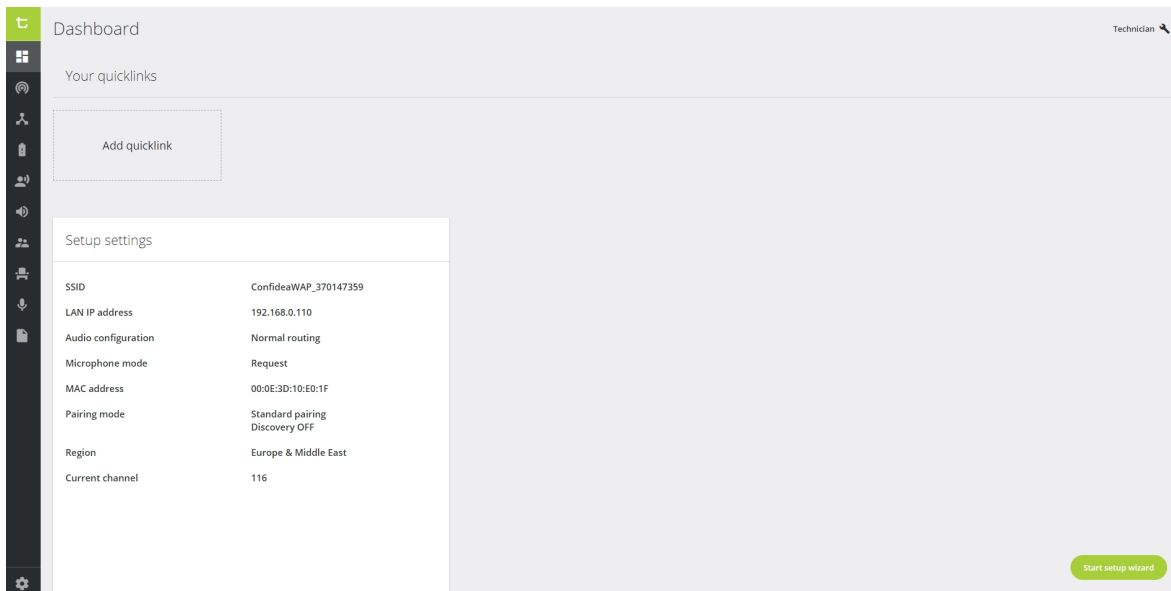 Dashboard
Technician
Your quicklinks
Add quicklink
Setup settings
SSID ConfideaWAP_370147359
LAN IP address 192.168.0.110
Audio configuration Normal routing
Microphone mode Request
MAC address 00:0E:3D:10:E0:1F
Pairing mode Standard pairing
Discovery OFF
Region Europe & Middle East
Current channel 116
Start setup wizard